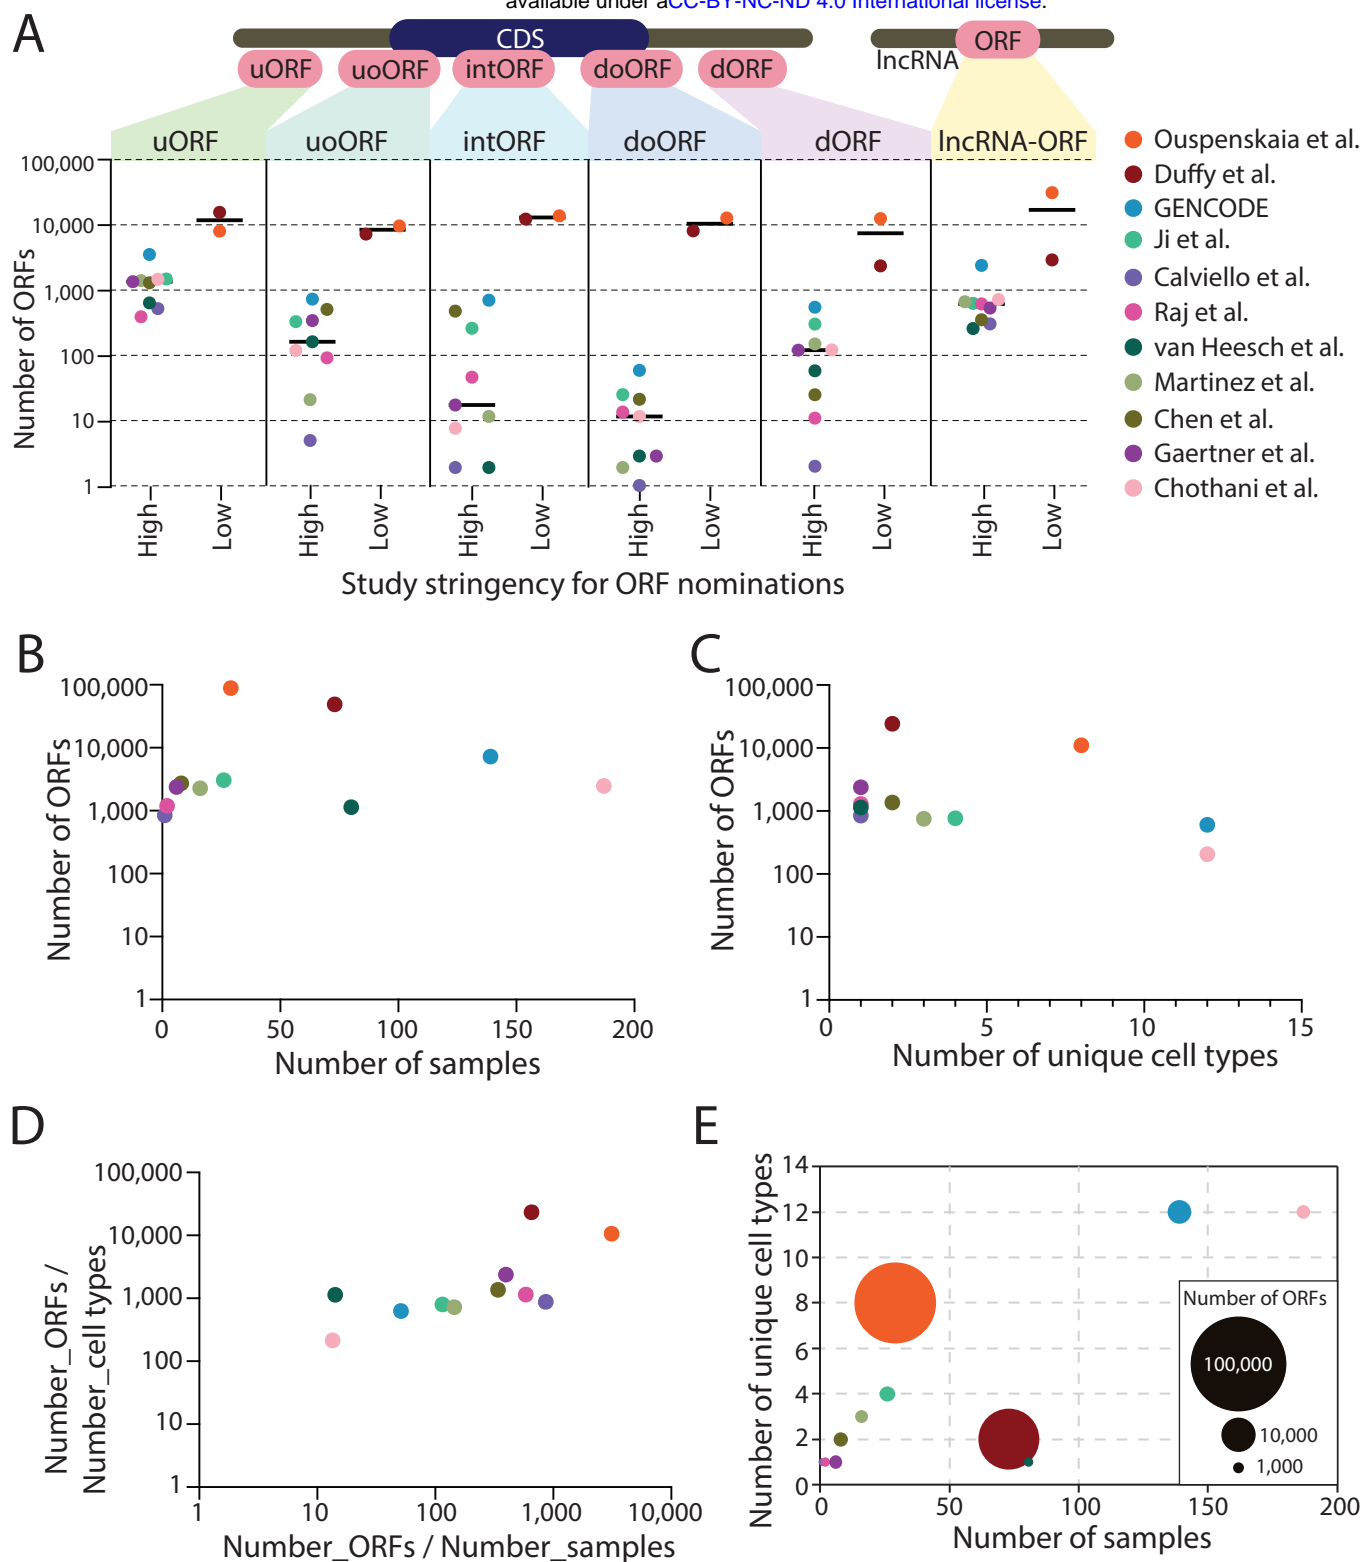 available under aCC-BY-NC-ND 4.0 International license.
A
CDS
ORF
lncRNA
uORF
uoORF
intORF
doORF
dORF
uORF
uoORF
intORF
doORF
dORF
lncRNA-ORF
Number of ORFs
100,000
10,000
1,000
100
10
1
High
Low
High
Low
High
Low
High
Low
High
Low
High
Low
Study stringency for ORF nominations
Ouspenskaia et al.
Duffy et al.
GENCODE
Ji et al.
Calviello et al.
Raj et al.
van Heesch et al.
Martinez et al.
Chen et al.
Gaertner et al.
Chothani et al.
B
Number of ORFs
100,000
10,000
1,000
100
10
1
0
50
100
150
200
Number of samples
C
Number of ORFs
100,000
10,000
1,000
100
10
1
0
5
10
15
Number of unique cell types
D
Number_ORFs /
Number_cell types
100,000
10,000
1,000
100
10
1
1
10
100
1,000
10,000
Number_ORFs / Number_samples
E
Number of unique cell types
14
12
10
8
6
4
2
0
0
50
100
150
200
Number of samples
Number of ORFs
100,000
10,000
1,000